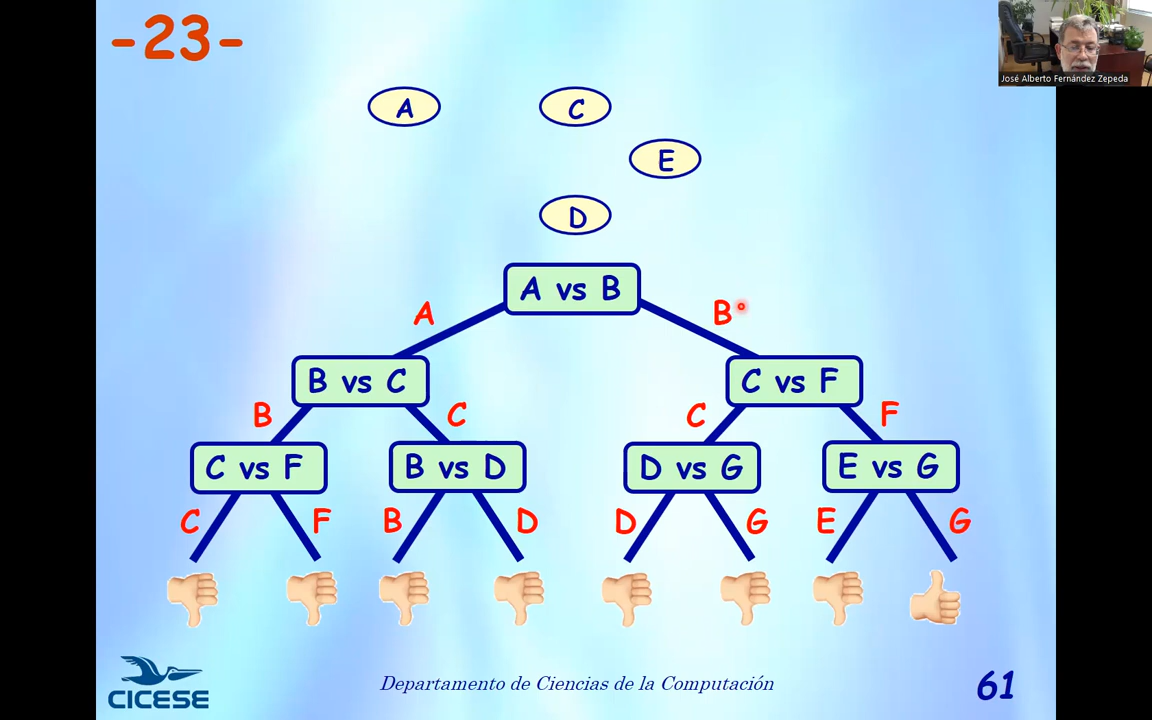 -23-
José Alberto Fernández Zepeda
A
C
E
D
A vs B
A
B
B vs C
C vs F
B
C
C
F
C vs F
B vs D
D vs G
E vs G
C
F
B
D
D
G
E
G
CICESE
Departamento de Ciencias de la Computación
61